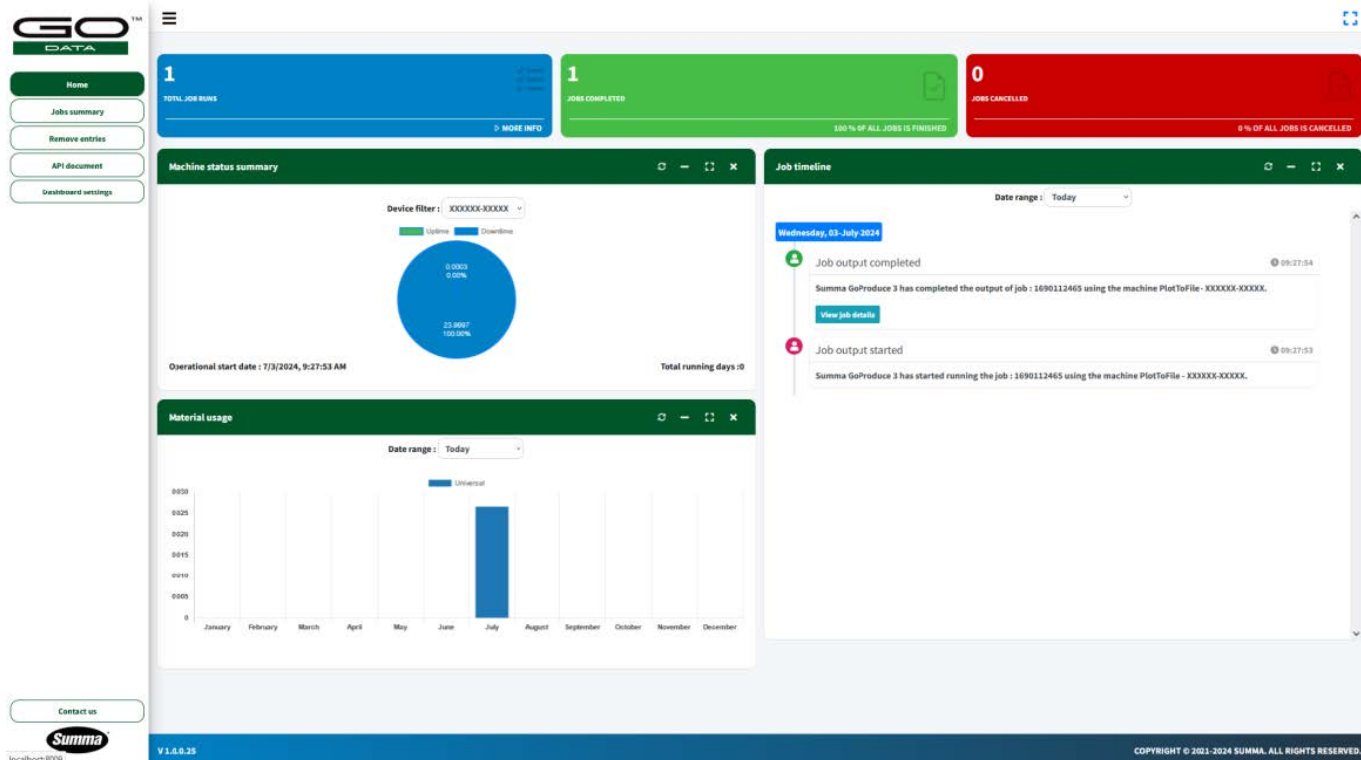 GO™
DATA
Home
Jobs summary
Remove entries
API document
Dashboard settings
Contact us
Summa
localhost:8009
1
TOTAL JOB RUNS
MORE INFO
1
JOBS COMPLETED
100 % OF ALL JOBS IS FINISHED
0
JOBS CANCELLED
0 % OF ALL JOBS IS CANCELLED
Machine status summary
Device filter : XXXXXX-XXXXX
Uptime Downtime
0.0003
0.00%
23.9997
100.00%
Operational start date : 7/3/2024, 9:27:53 AM Total running days :0
Material usage
Date range : Today
Universal
0.030
0.025
0.020
0.015
0.010
0.005
0
January February March April May June July August September October November December
Job timeline
Date range : Today
Wednesday, 03-July-2024
Job output completed 09:27:54
Summa GoProduce 3 has completed the output of job : 1690112465 using the machine PlotToFile- XXXXXX-XXXXX.
View job details
Job output started 09:27:53
Summa GoProduce 3 has started running the job : 1690112465 using the machine PlotToFile - XXXXXX-XXXXX.
COPYRIGHT © 2021-2024 SUMMA. ALL RIGHTS RESERVED.